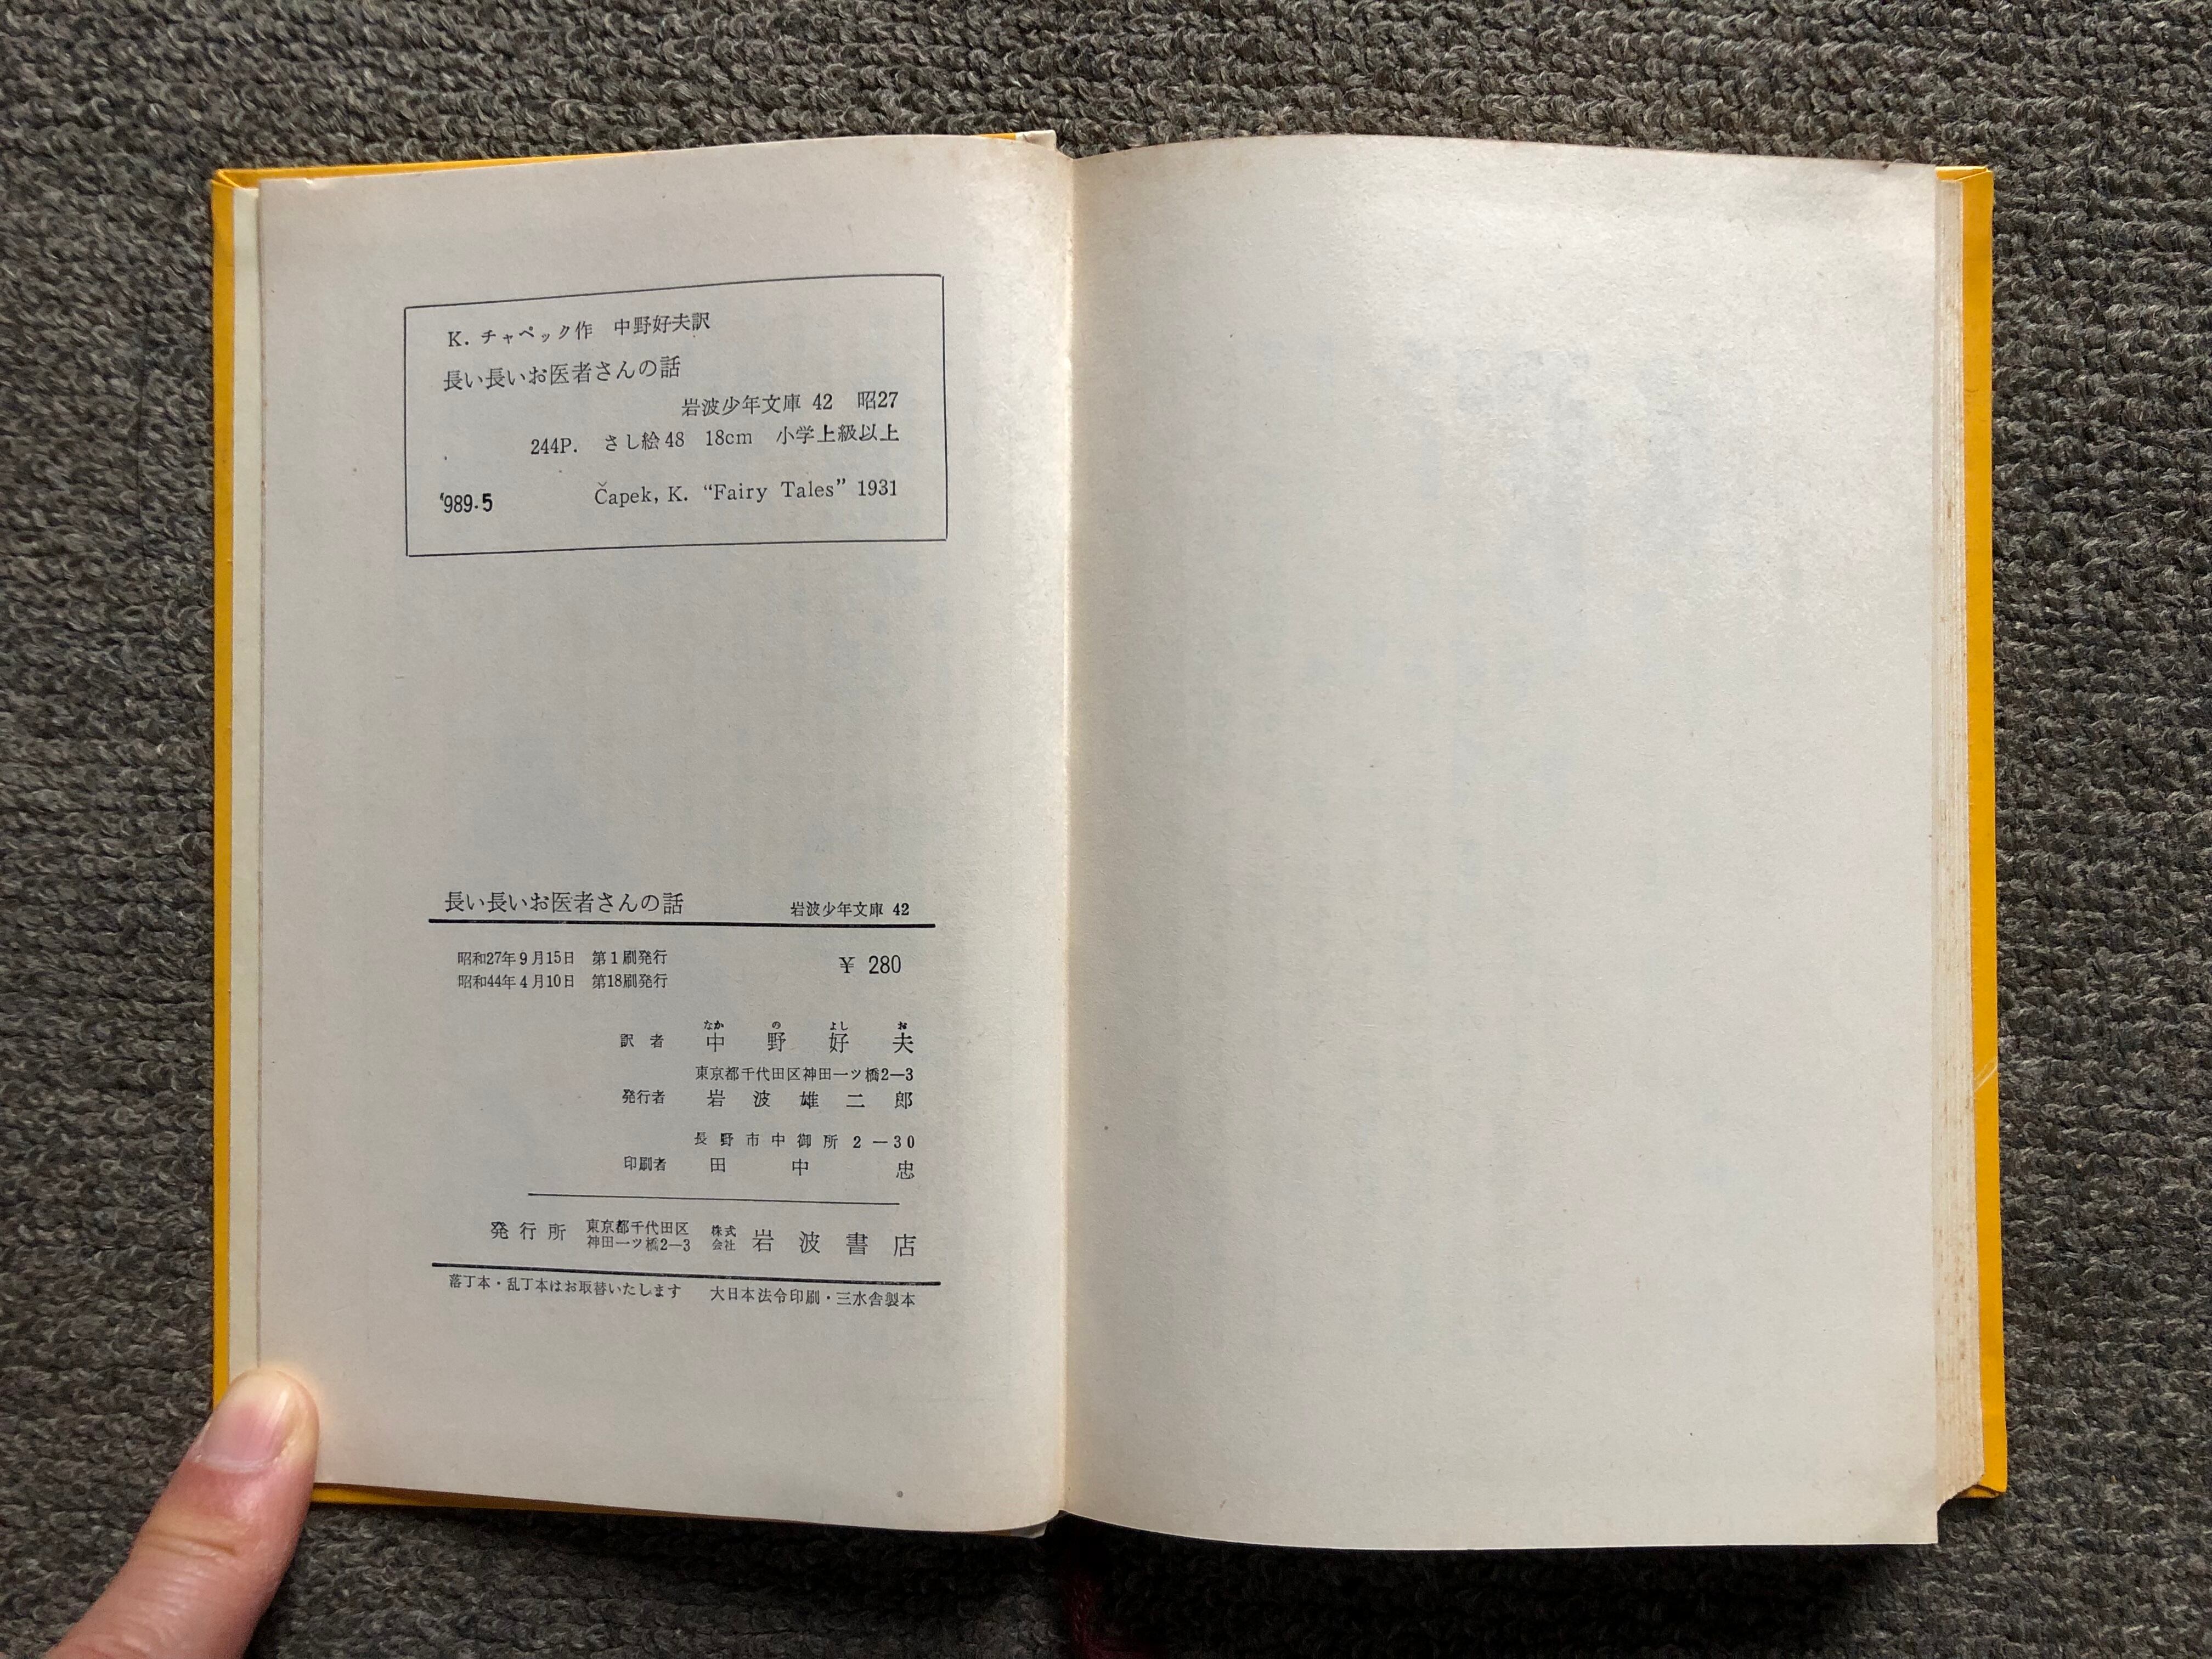 K. チャペック作 中野好夫訳
長い長いお医者さんの話
岩波少年文庫 42 昭27
244P. さし絵48 18cm 小学上級以上
'989.5 Čapek, K. “Fairy Tales” 1931
長い長いお医者さんの話 岩波少年文庫 42
昭和27年9月15日 第1刷発行
¥ 280
昭和44年4月10日 第18刷発行
なか の よし お
訳者 中野好夫
東京都千代田区神田一ツ橋2—3
発行者 岩波雄二郎
長野市中御所2—30
印刷者 田中忠
発行所 東京都千代田区神田一ツ橋2—3 株式会社 岩波書店
落丁本・乱丁本はお取替いたします 大日本法令印刷・三水舎製本